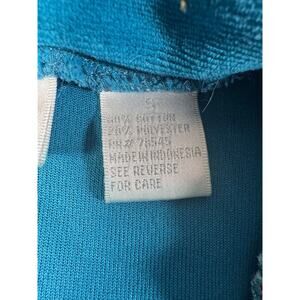 S
80% COTTON
20% POLYESTER
RN# 78545
MADE IN INDONESIA
SEE REVERSE
FOR CARE